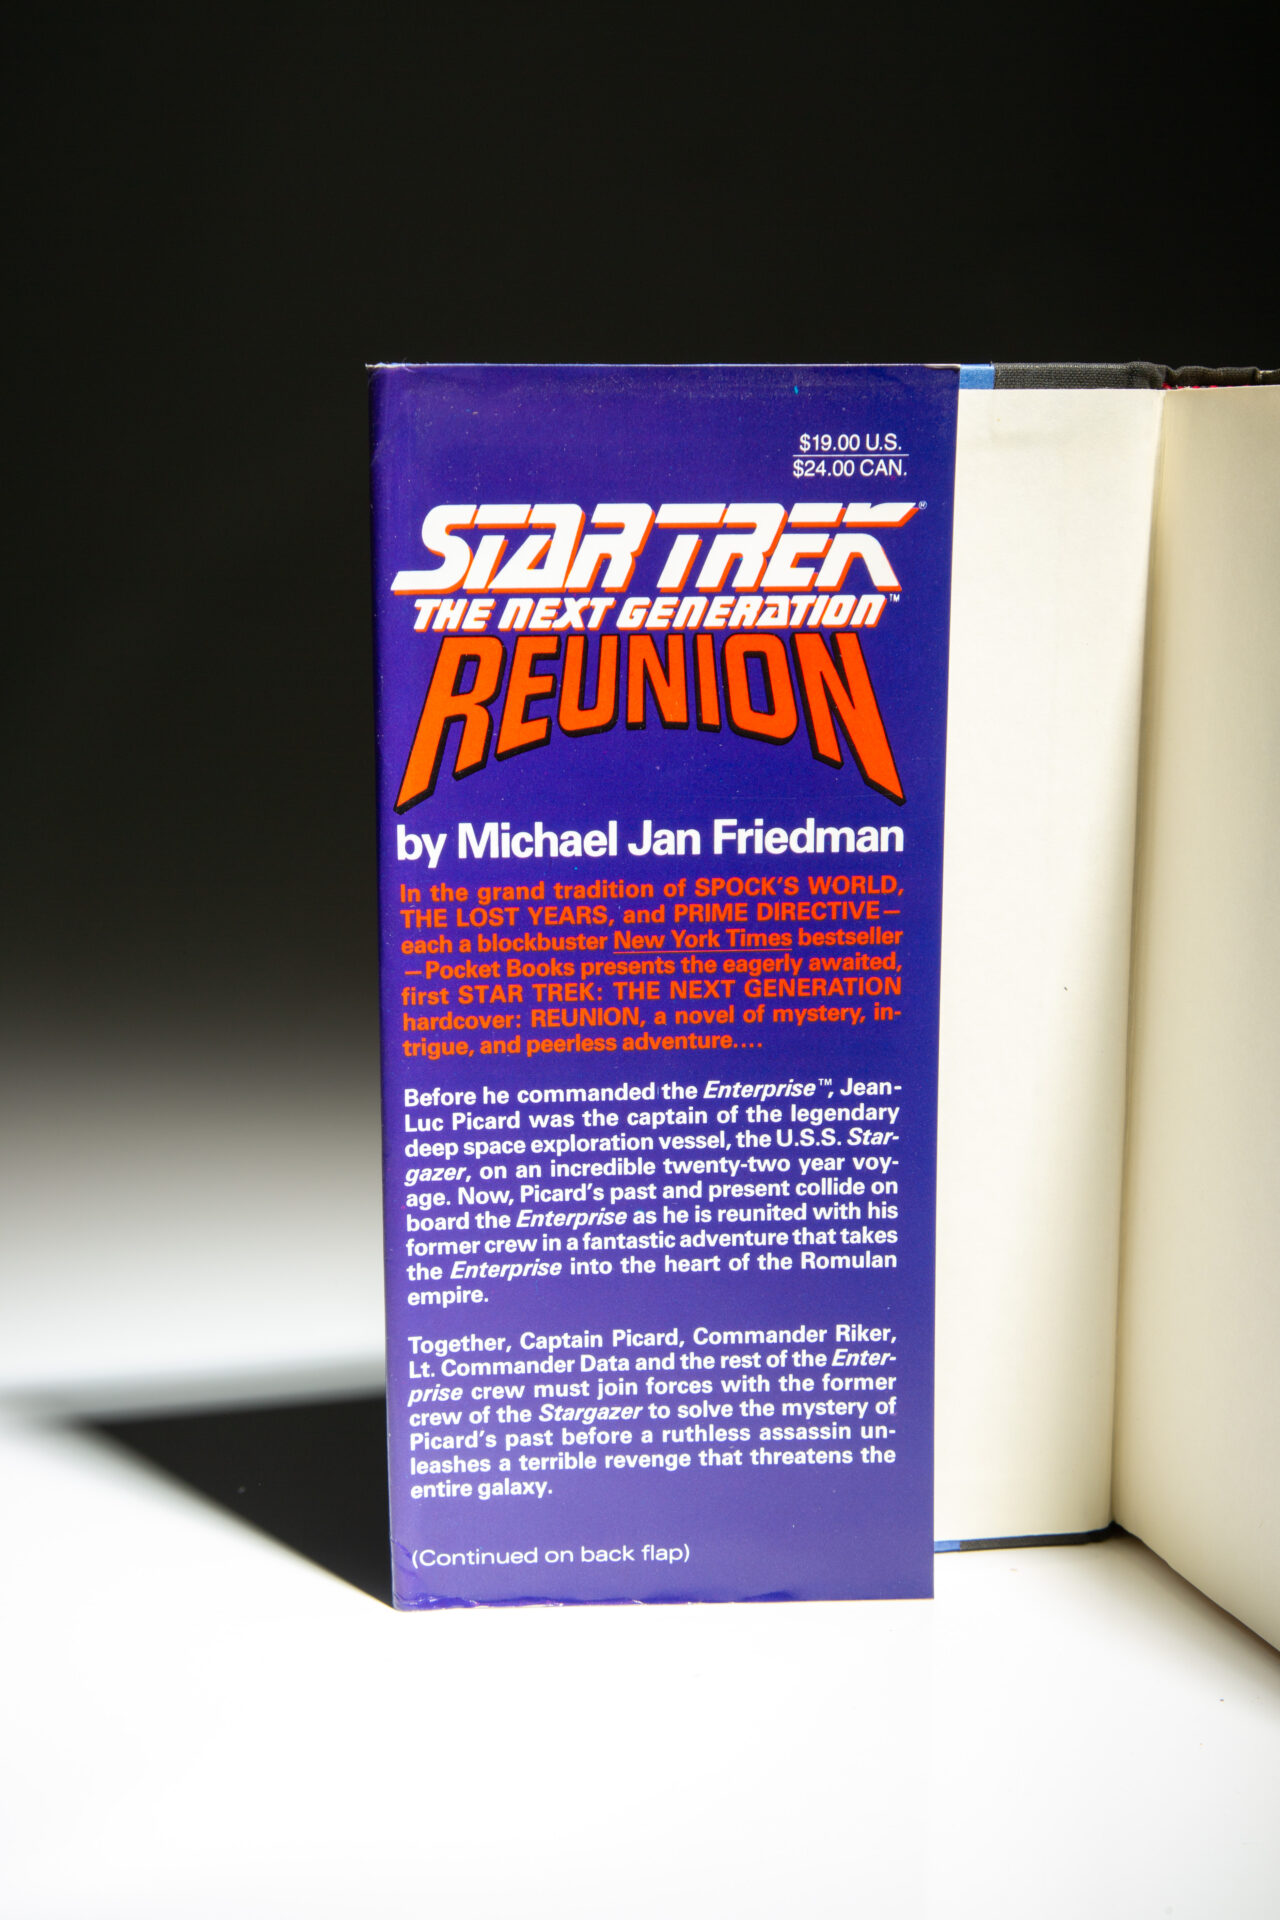 $19.00 U.S.
$24.00 CAN.
STAR TREK®
THE NEXT GENERATION™
REUNION
by Michael Jan Friedman
In the grand tradition of SPOCK'S WORLD,
THE LOST YEARS, and PRIME DIRECTIVE—
each a blockbuster New York Times bestseller
—Pocket Books presents the eagerly awaited,
first STAR TREK: THE NEXT GENERATION
hardcover: REUNION, a novel of mystery, in-
trigue, and peerless adventure....
Before he commanded the Enterprise™, Jean-
Luc Picard was the captain of the legendary
deep space exploration vessel, the U.S.S. Star-
gazer, on an incredible twenty-two year voy-
age. Now, Picard's past and present collide on
board the Enterprise as he is reunited with his
former crew in a fantastic adventure that takes
the Enterprise into the heart of the Romulan
empire.
Together, Captain Picard, Commander Riker,
Lt. Commander Data and the rest of the Enter-
prise crew must join forces with the former
crew of the Stargazer to solve the mystery of
Picard's past before a ruthless assassin un-
leashes a terrible revenge that threatens the
entire galaxy.
(Continued on back flap)